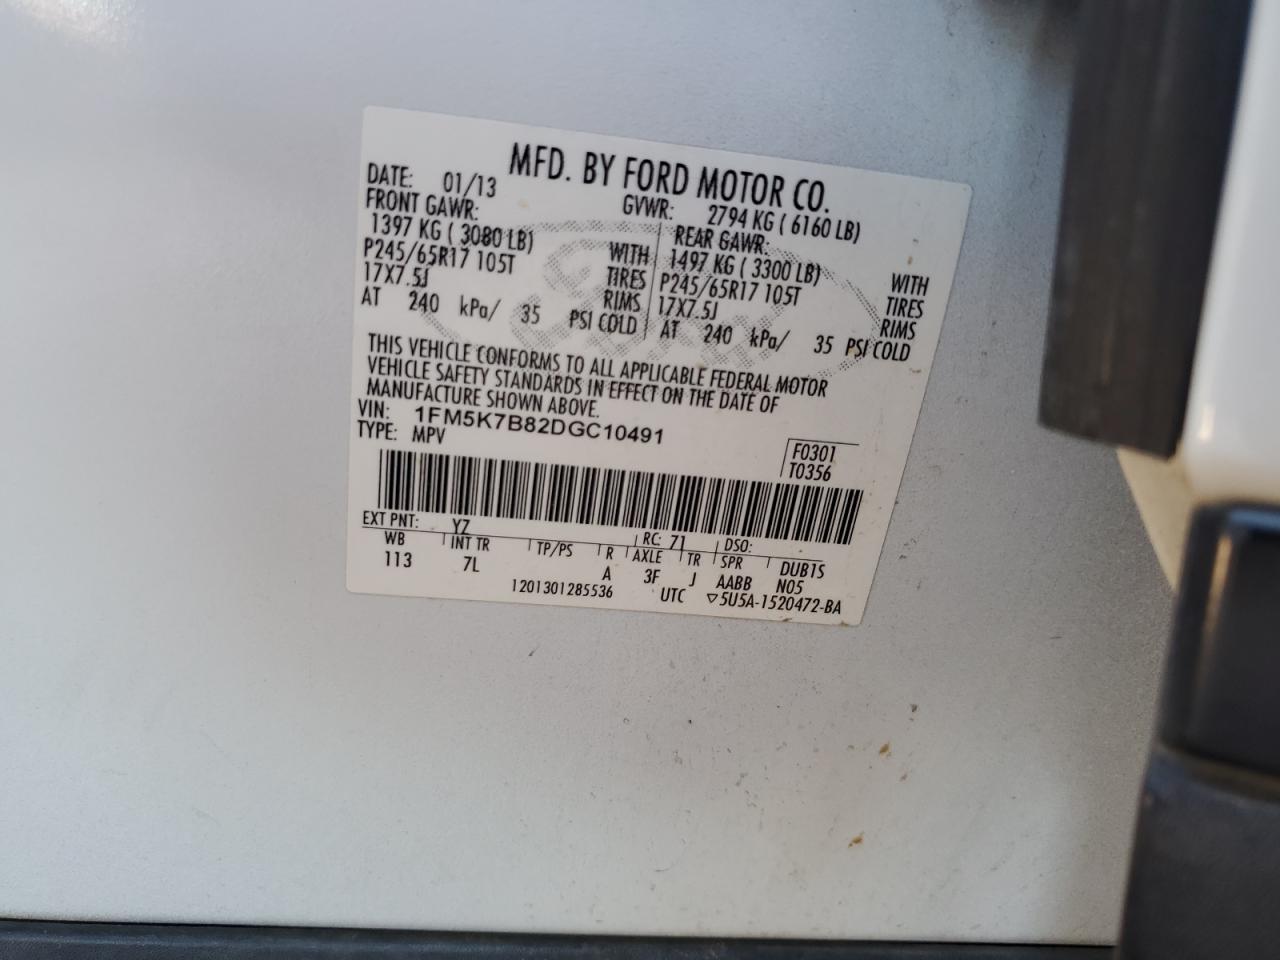 MFD. BY FORD MOTOR CO.
DATE: 01/13 GVWR: 2794 KG ( 6160 LB)
FRONT GAWR: REAR GAWR:
1397 KG ( 3080 LB) WITH 1497 KG ( 3300 LB) WITH
P245/65R17 105T TIRES P245/65R17 105T TIRES
17X7.5J RIMS 17X7.5J RIMS
AT 240 kPa/ 35 PSI COLD AT 240 kPa/ 35 PSI COLD
THIS VEHICLE CONFORMS TO ALL APPLICABLE FEDERAL MOTOR
VEHICLE SAFETY STANDARDS IN EFFECT ON THE DATE OF
MANUFACTURE SHOWN ABOVE.
VIN: 1FM5K7B82DGC10491
TYPE: MPV
F0301
T0356
EXT PNT: YZ RC: 71 DSO:
WB INT TR TP/PS R AXLE TR SPR DUB1S
113 7L A 3F J AABB N05
1201301285536 UTC ▽5U5A-1520472-BA